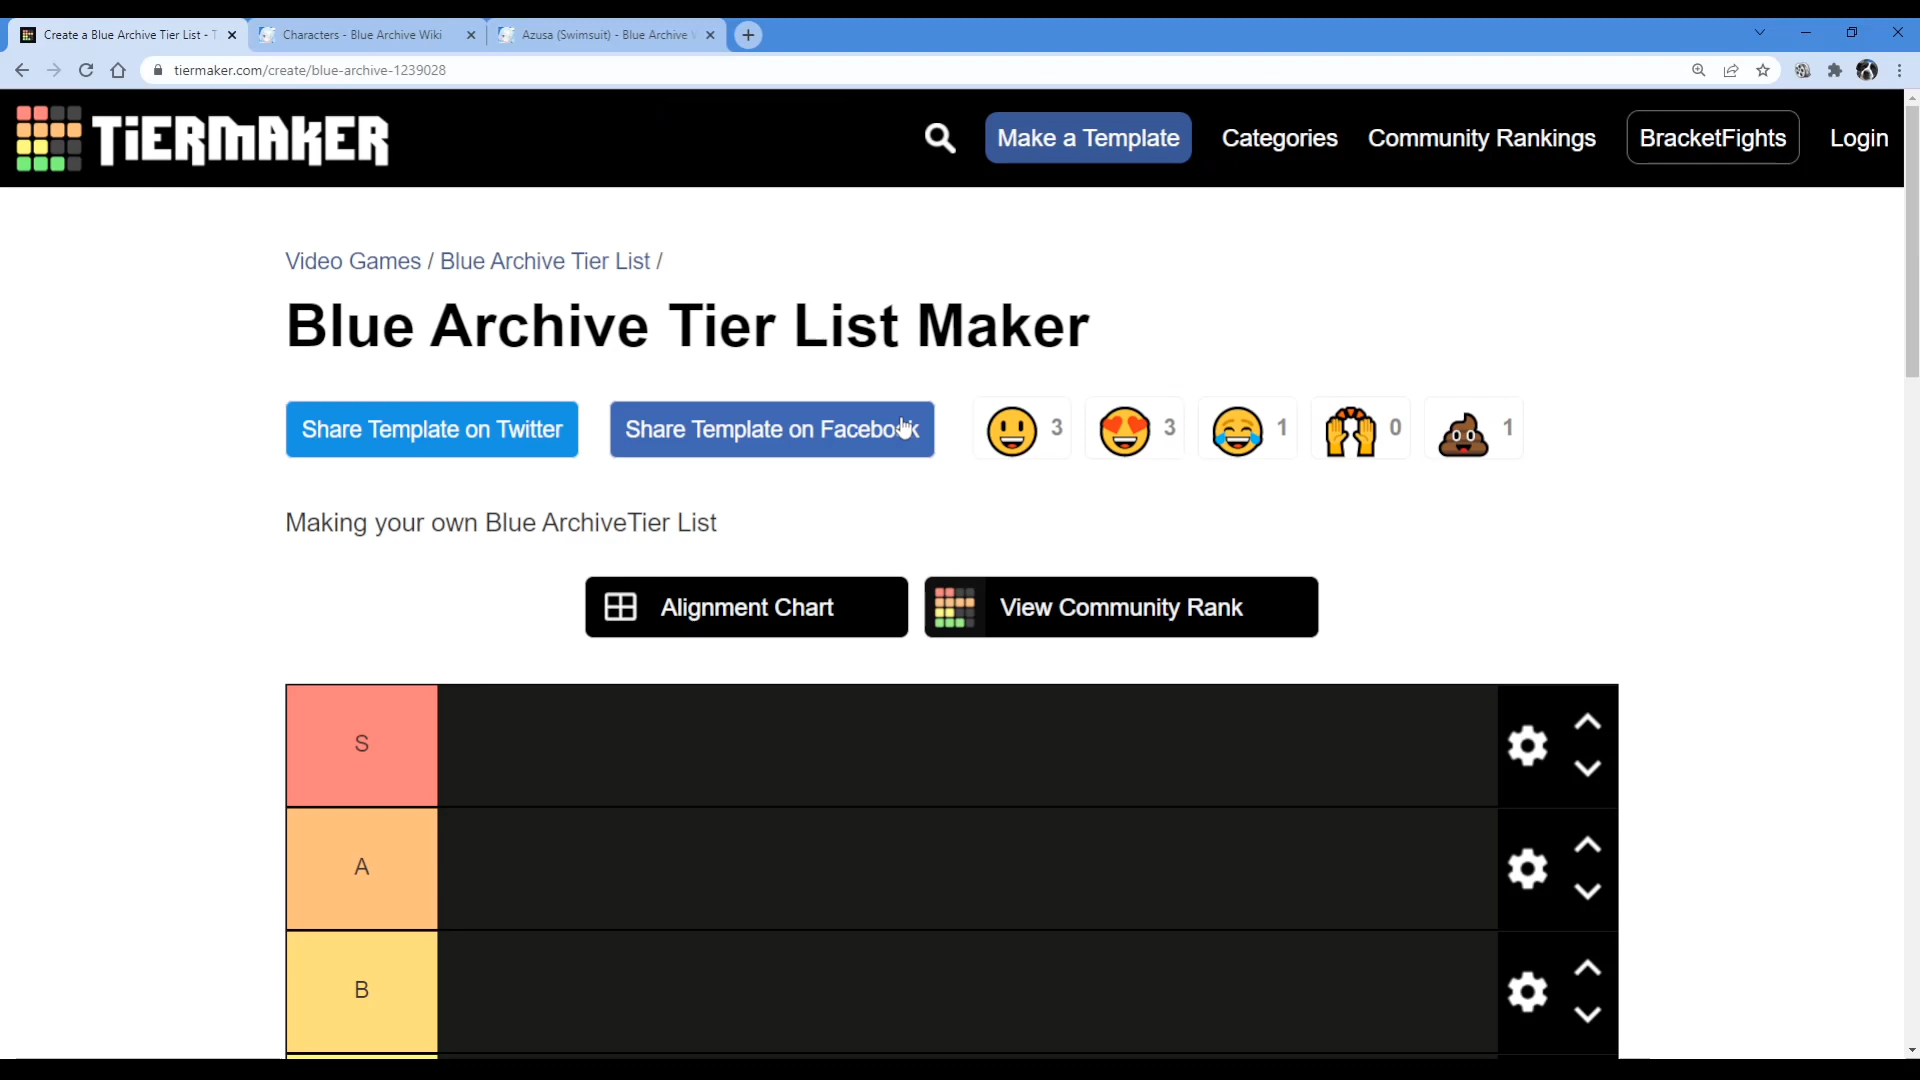 Create a Blue Archive Tier List - T
Characters - Blue Archive Wiki
Azusa (Swimsuit) - Blue Archive W
tiermaker.com/create/blue-archive-1239028
TiERMAKER
Make a Template
Categories
Community Rankings
BracketFights
Login
Video Games / Blue Archive Tier List /
Blue Archive Tier List Maker
Share Template on Twitter
Share Template on Facebook
3
3
1
0
1
Making your own Blue ArchiveTier List
Alignment Chart
View Community Rank
S
A
B